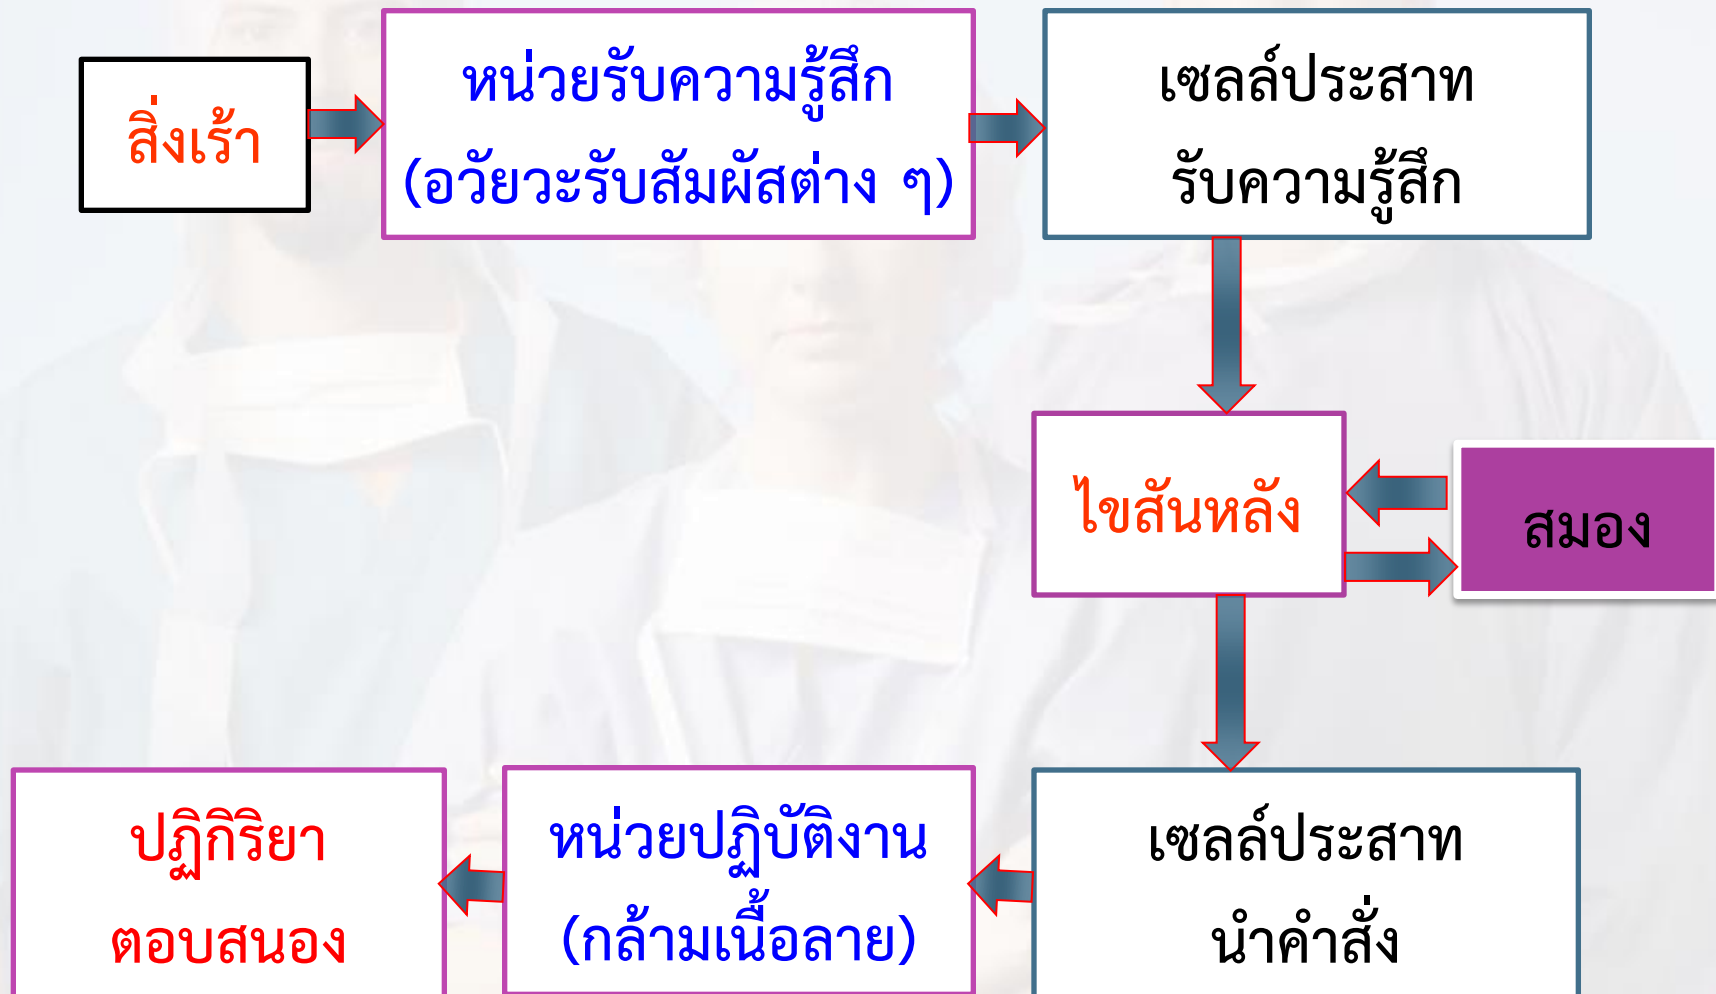 สิ่งเร้า
หน่วยรับความรู้สึก
(อวัยวะรับสัมผัสต่าง ๆ)
เซลล์ประสาท
รับความรู้สึก
ไขสันหลัง
สมอง
เซลล์ประสาท
นำคำสั่ง
หน่วยปฏิบัติงาน
(กล้ามเนื้อลาย)
ปฏิกิริยา
ตอบสนอง